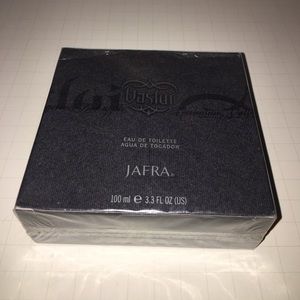 EAU DE TOILETTE
AGUA DE TOCADOR
JAFRA®
100 ml ℮ 3.3 FL OZ (US)